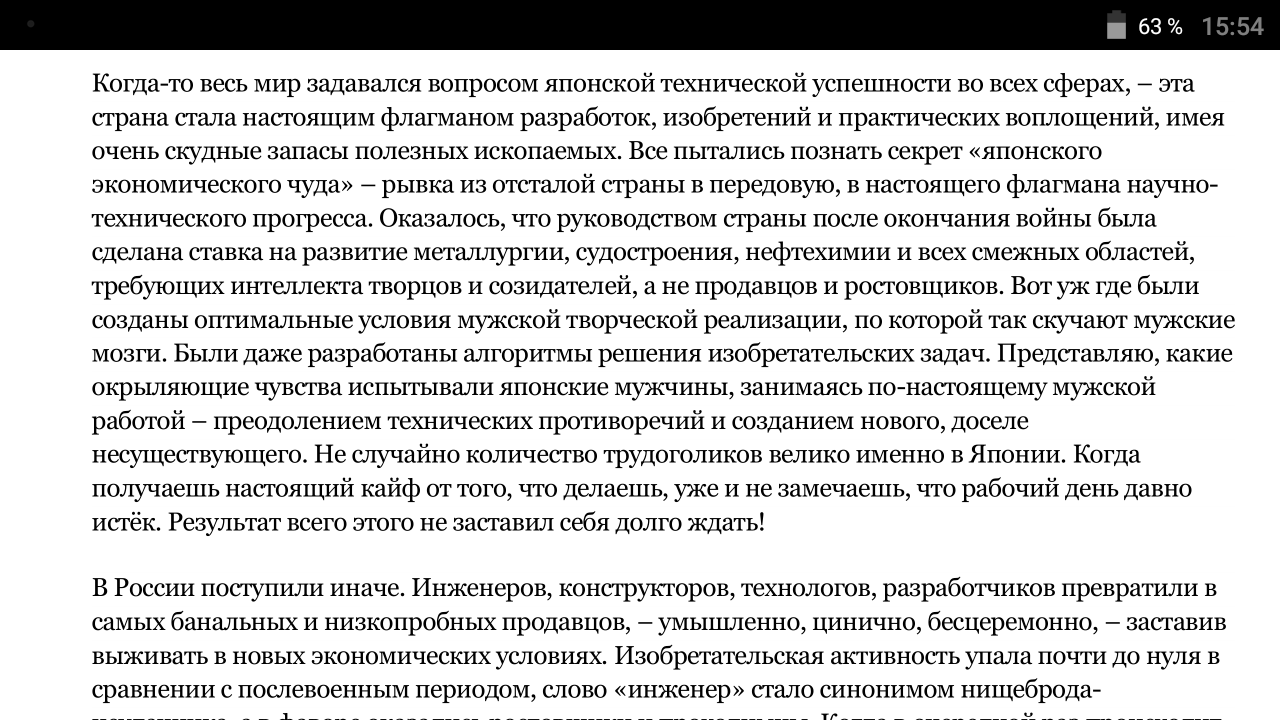 63 % 15:54
Когда-то весь мир задавался вопросом японской технической успешности во всех сферах, – эта
страна стала настоящим флагманом разработок, изобретений и практических воплощений, имея
очень скудные запасы полезных ископаемых. Все пытались познать секрет «японского
экономического чуда» – рывка из отсталой страны в передовую, в настоящего флагмана научно-
технического прогресса. Оказалось, что руководством страны после окончания войны была
сделана ставка на развитие металлургии, судостроения, нефтехимии и всех смежных областей,
требующих интеллекта творцов и созидателей, а не продавцов и ростовщиков. Вот уж где были
созданы оптимальные условия мужской творческой реализации, по которой так скучают мужские
мозги. Были даже разработаны алгоритмы решения изобретательских задач. Представляю, какие
окрыляющие чувства испытывали японские мужчины, занимаясь по-настоящему мужской
работой – преодолением технических противоречий и созданием нового, доселе
несуществующего. Не случайно количество трудоголиков велико именно в Японии. Когда
получаешь настоящий кайф от того, что делаешь, уже и не замечаешь, что рабочий день давно
истёк. Результат всего этого не заставил себя долго ждать!
В России поступили иначе. Инженеров, конструкторов, технологов, разработчиков превратили в
самых банальных и низкопробных продавцов, – умышленно, цинично, бесцеремонно, – заставив
выживать в новых экономических условиях. Изобретательская активность упала почти до нуля в
сравнении с послевоенным периодом, слово «инженер» стало синонимом нищеброда-